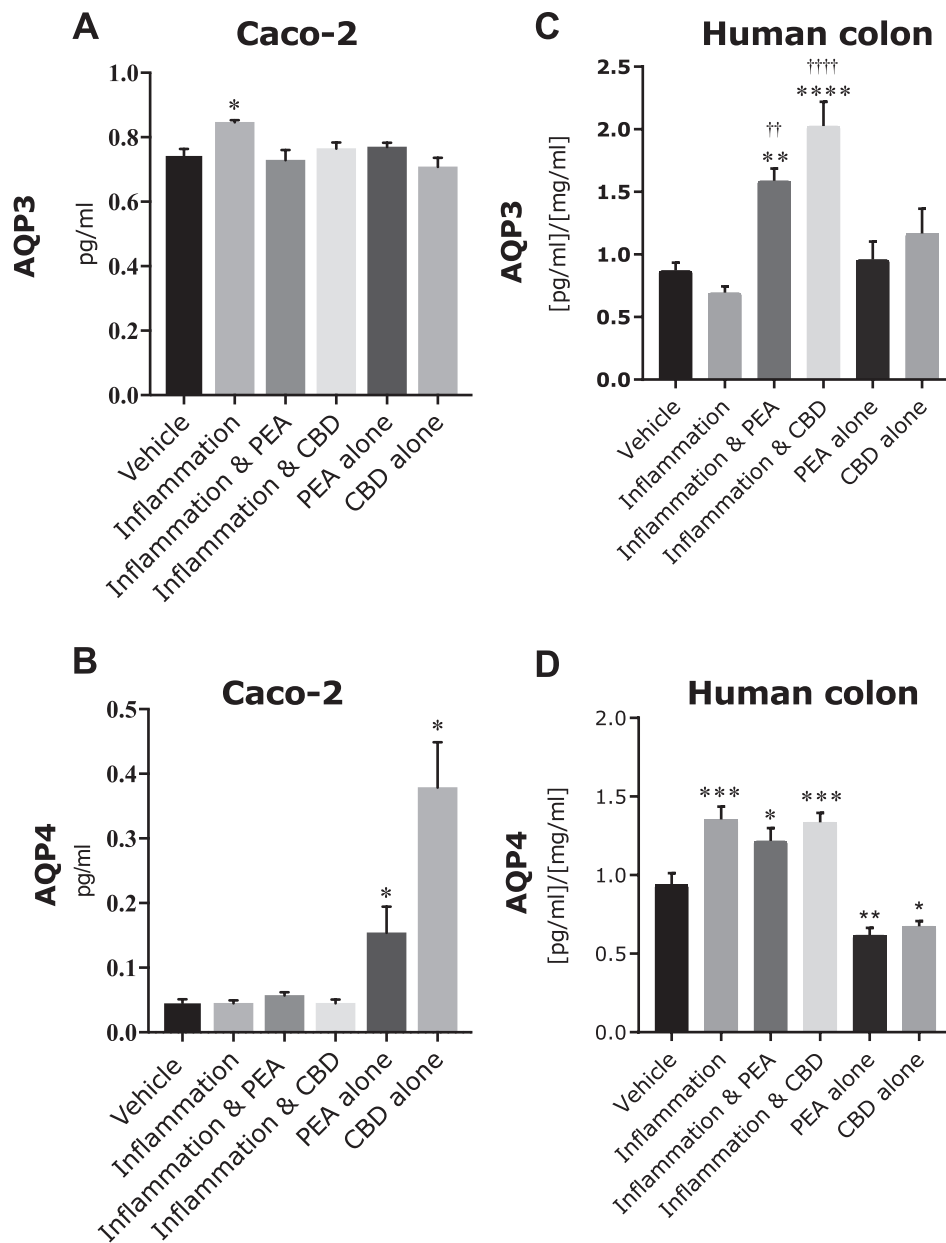 A
Caco-2
AQP3
pg/ml
1.0
0.8
0.6
0.4
0.2
0.0
*
Vehicle
Inflammation
Inflammation & PEA
Inflammation & CBD
PEA alone
CBD alone
C
Human colon
AQP3
[pg/ml]/[mg/ml]
2.5
2.0
1.5
1.0
0.5
0.0
††
**
††††
****
Vehicle
Inflammation
Inflammation & PEA
Inflammation & CBD
PEA alone
CBD alone
B
Caco-2
AQP4
pg/ml
0.5
0.4
0.3
0.2
0.1
0.0
*
*
Vehicle
Inflammation
Inflammation & PEA
Inflammation & CBD
PEA alone
CBD alone
D
Human colon
AQP4
[pg/ml]/[mg/ml]
2.0
1.5
1.0
0.5
0.0
***
*
***
**
*
Vehicle
Inflammation
Inflammation & PEA
Inflammation & CBD
PEA alone
CBD alone